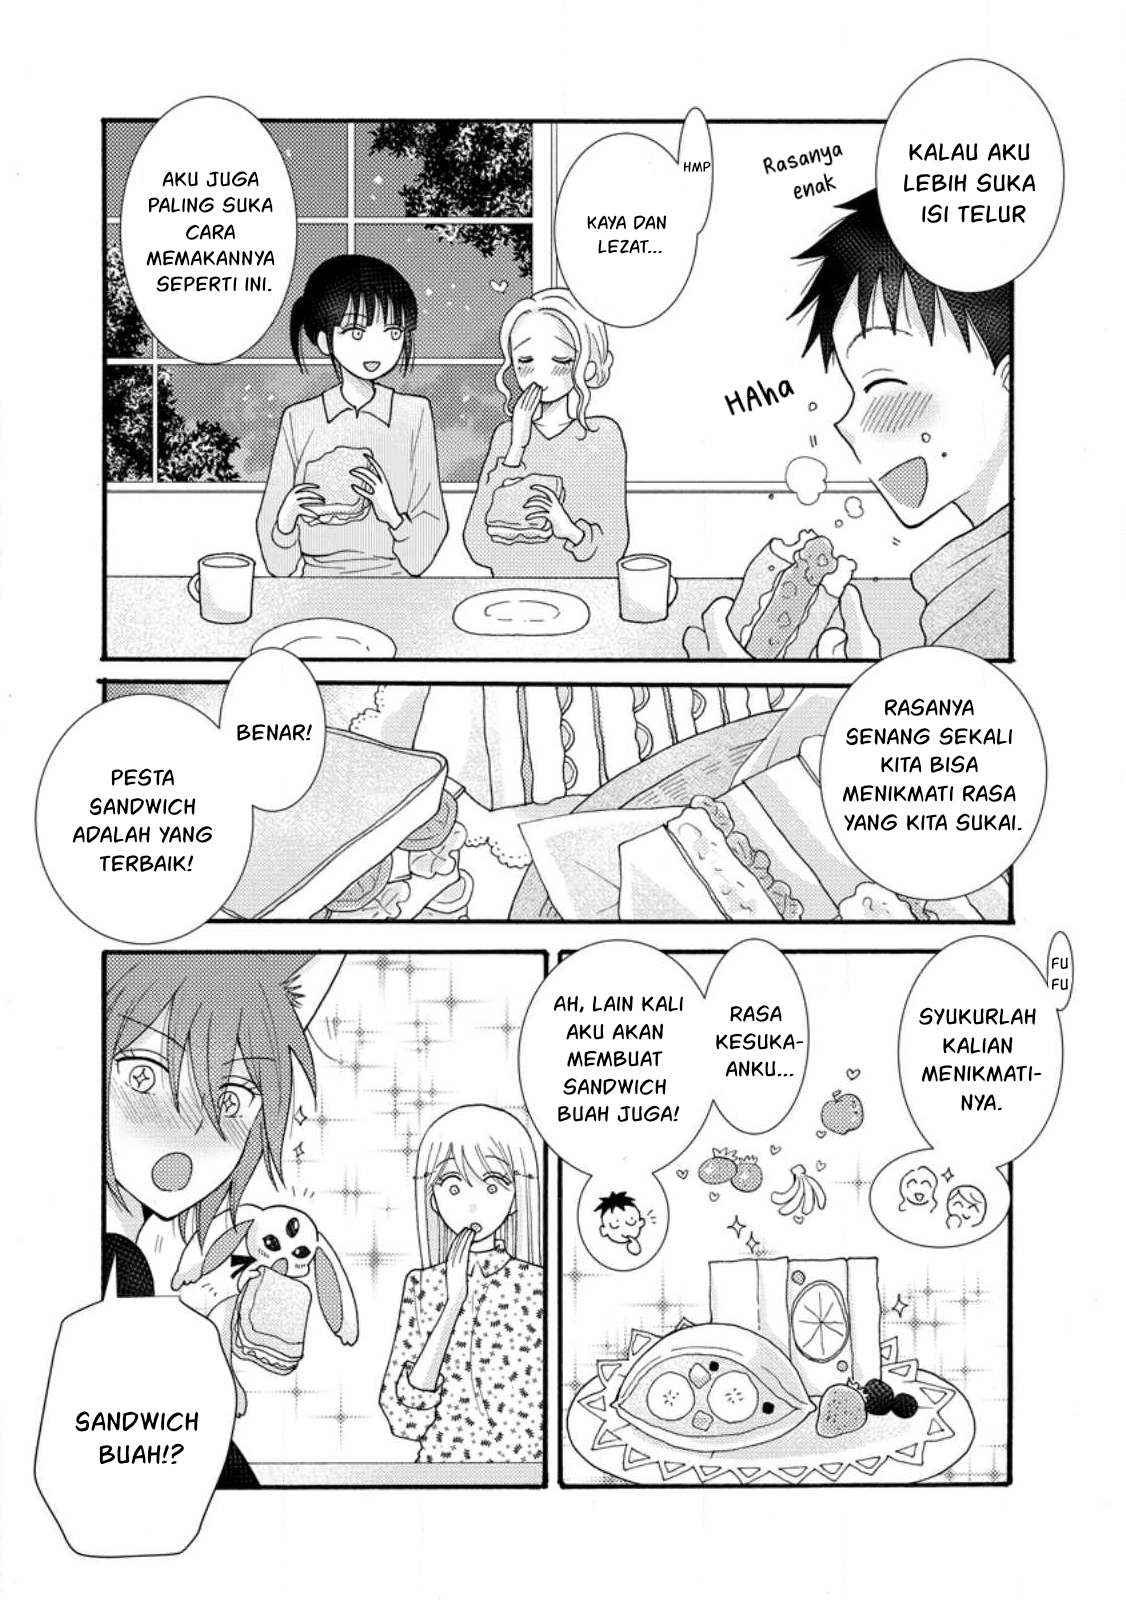 KALAU AKU
LEBIH SUKA
ISI TELUR
Rasanya
enak
HAha
HMP
KAYA DAN
LEZAT...
AKU JUGA
PALING SUKA
CARA
MEMAKANNYA
SEPERTI INI.
RASANYA
SENANG SEKALI
KITA BISA
MENIKMATI RASA
YANG KITA SUKAI.
BENAR!
PESTA
SANDWICH
ADALAH YANG
TERBAIK!
FU
FU
SYUKURLAH
KALIAN
MENIKMATI-
NYA.
RASA
KESUKA-
ANKU...
AH, LAIN KALI
AKU AKAN
MEMBUAT
SANDWICH
BUAH JUGA!
SANDWICH
BUAH!?